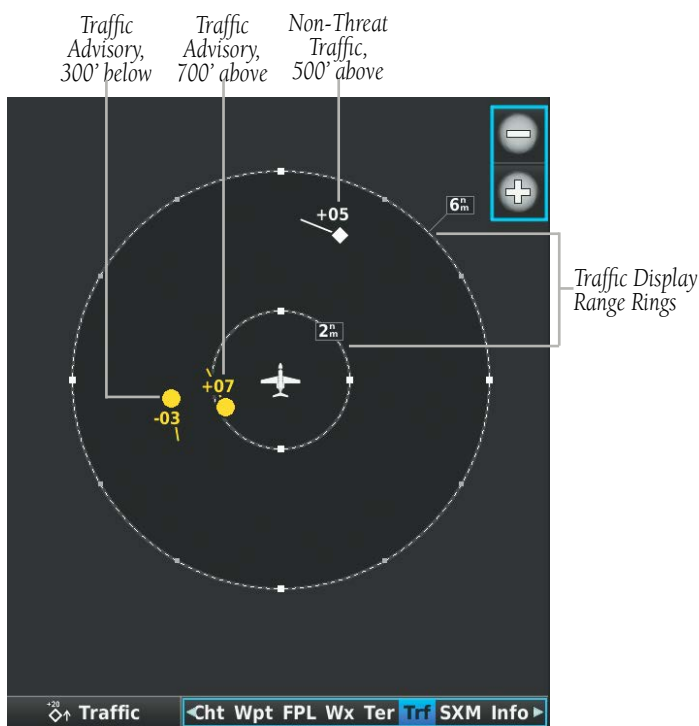 Traffic
Advisory,
300' below
Traffic
Advisory,
700' above
Non-Threat
Traffic,
500' above
+05
6nm
Traffic Display
Range Rings
2nm
+07
-03
+20
Traffic
Cht Wpt FPL Wx Ter Trf SXM Info